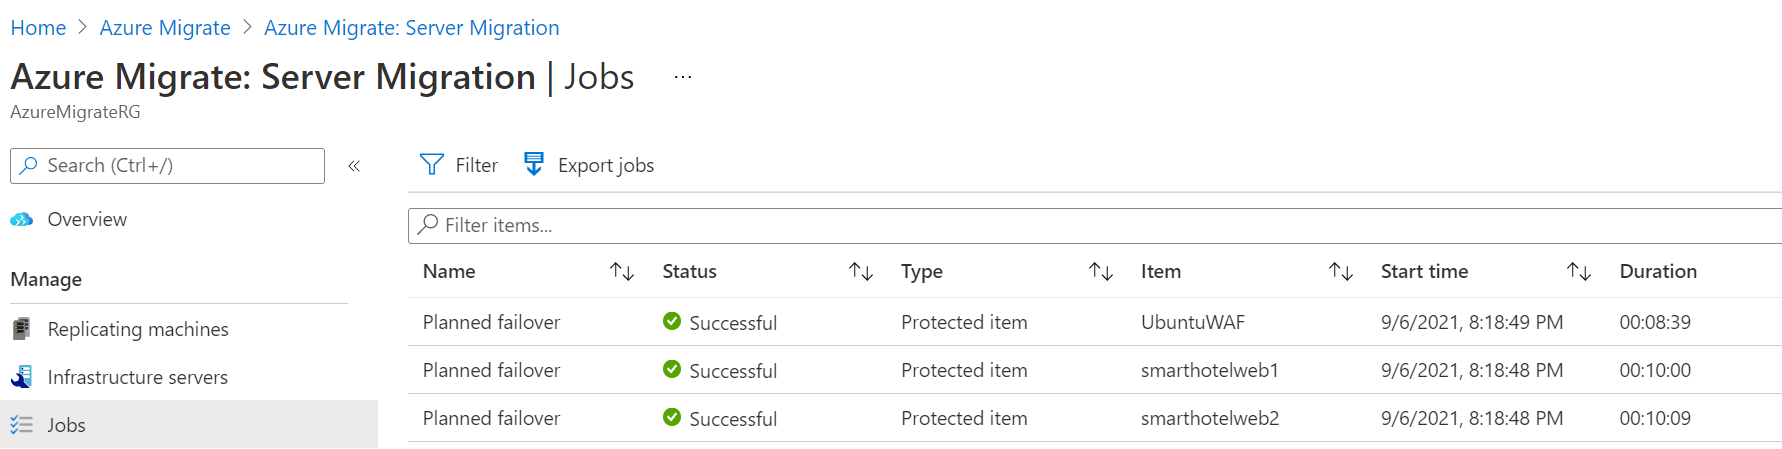 Home > Azure Migrate > Azure Migrate: Server Migration
Azure Migrate: Server Migration | Jobs ...
AzureMigrateRG
Search (Ctrl+/) «
Filter Export jobs
Overview
Filter items...
Manage
Name Status Type Item Start time Duration
Replicating machines
Planned failover Successful Protected item UbuntuWAF 9/6/2021, 8:18:49 PM 00:08:39
Infrastructure servers
Planned failover Successful Protected item smarthotelweb1 9/6/2021, 8:18:48 PM 00:10:00
Jobs
Planned failover Successful Protected item smarthotelweb2 9/6/2021, 8:18:48 PM 00:10:09